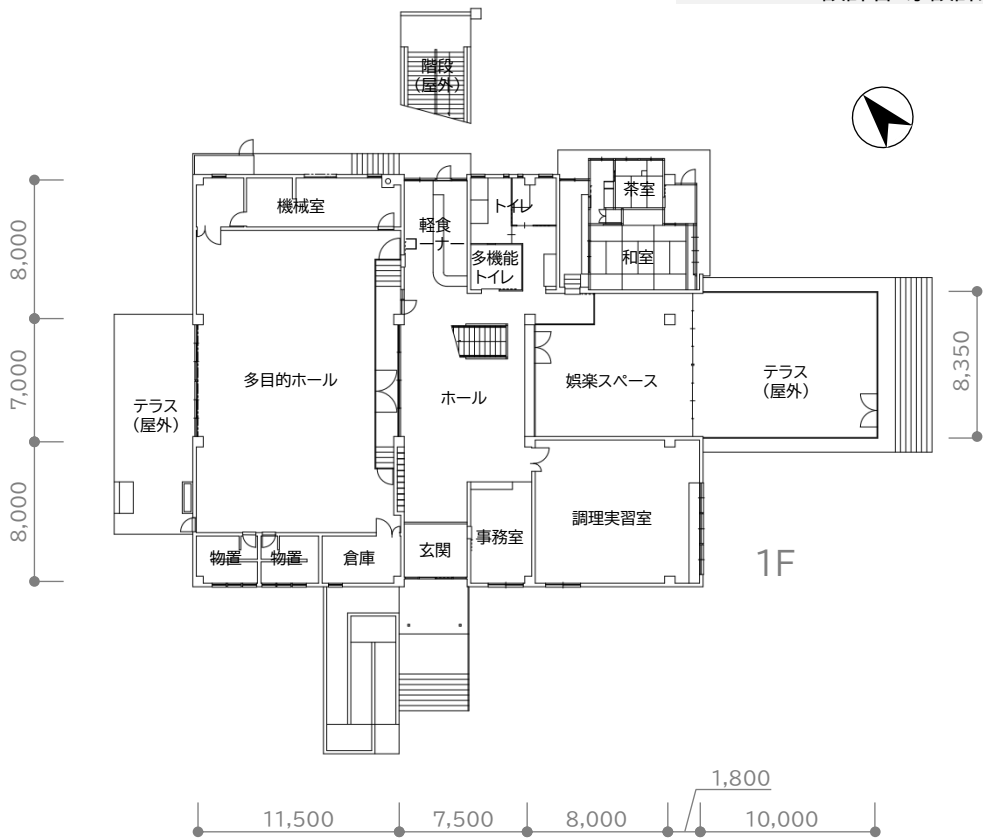 階段
（屋外）
機械室
軽食
ーナー
トイレ
多機能
トイレ
茶室
和室
多目的ホール
ホール
娯楽スペース
テラス
（屋外）
テラス
（屋外）
調理実習室
事務室
玄関
倉庫
物置
物置
1F
8,000
7,000
8,000
8,350
11,500
7,500
8,000
1,800
10,000